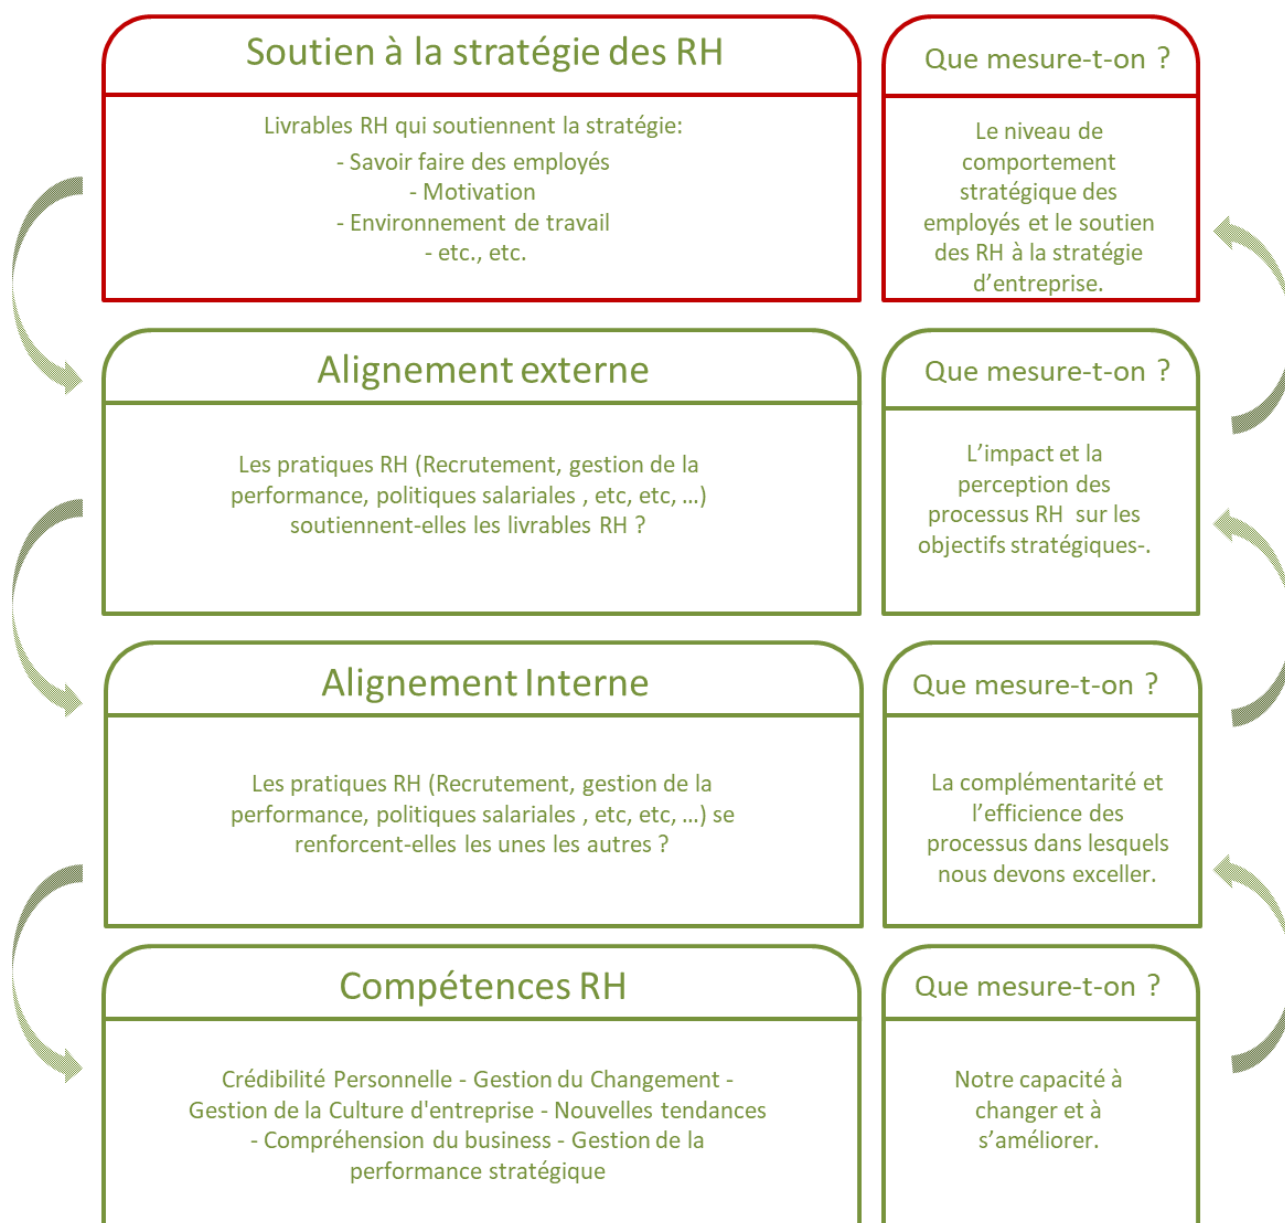 Soutien à la stratégie des RH
Livrables RH qui soutiennent la stratégie:
- Savoir faire des employés
- Motivation
- Environnement de travail
- etc., etc.
Que mesure-t-on ?
Le niveau de
comportement
stratégique des
employés et le soutien
des RH à la stratégie
d’entreprise.
Alignement externe
Les pratiques RH (Recrutement, gestion de la
performance, politiques salariales , etc, etc, …)
soutiennent-elles les livrables RH ?
Que mesure-t-on ?
L’impact et la
perception des
processus RH  sur les
objectifs stratégiques-.
Alignement Interne
Les pratiques RH (Recrutement, gestion de la
performance, politiques salariales , etc, etc, …) se
renforcent-elles les unes les autres ?
Que mesure-t-on ?
La complémentarité et
l’efficience des
processus dans lesquels
nous devons exceller.
Compétences RH
Crédibilité Personnelle - Gestion du Changement -
Gestion de la Culture d'entreprise - Nouvelles tendances
- Compréhension du business - Gestion de la
performance stratégique
Que mesure-t-on ?
Notre capacité à
changer et à
s’améliorer.